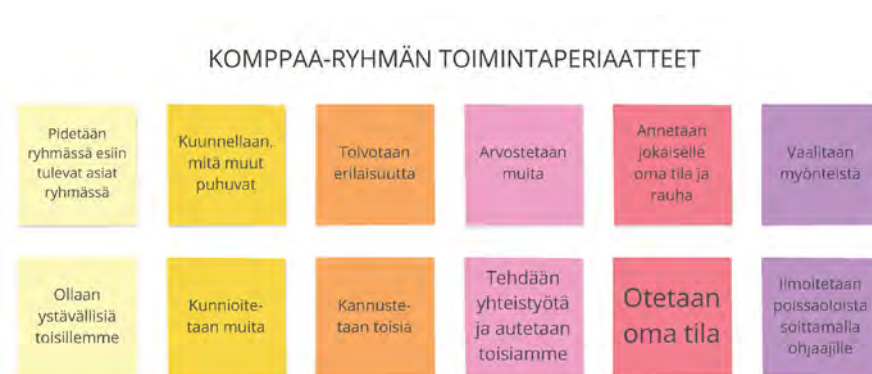 KOMPPAA-RYHMÄN TOIMINTAPERIAATTEET
Pidetään
ryhmässä esiin
tulevat asiat
ryhmässä
Kuunnellaan,
mitä muut
puhuvat
Toivotaan
erilaisuutta
Arvostetaan
muita
Annetaan
jokaiselle
oma tila ja
rauha
Vaalitaan
myönteistä
Ollaan
ystävällisiä
toisillemme
Kunnioite-
taan muita
Kannuste-
taan toisia
Tehdään
yhteistyötä
ja autetaan
toisiamme
Otetaan
oma tila
Ilmoitetaan
poissaoloista
soittamalla
ohjaajille